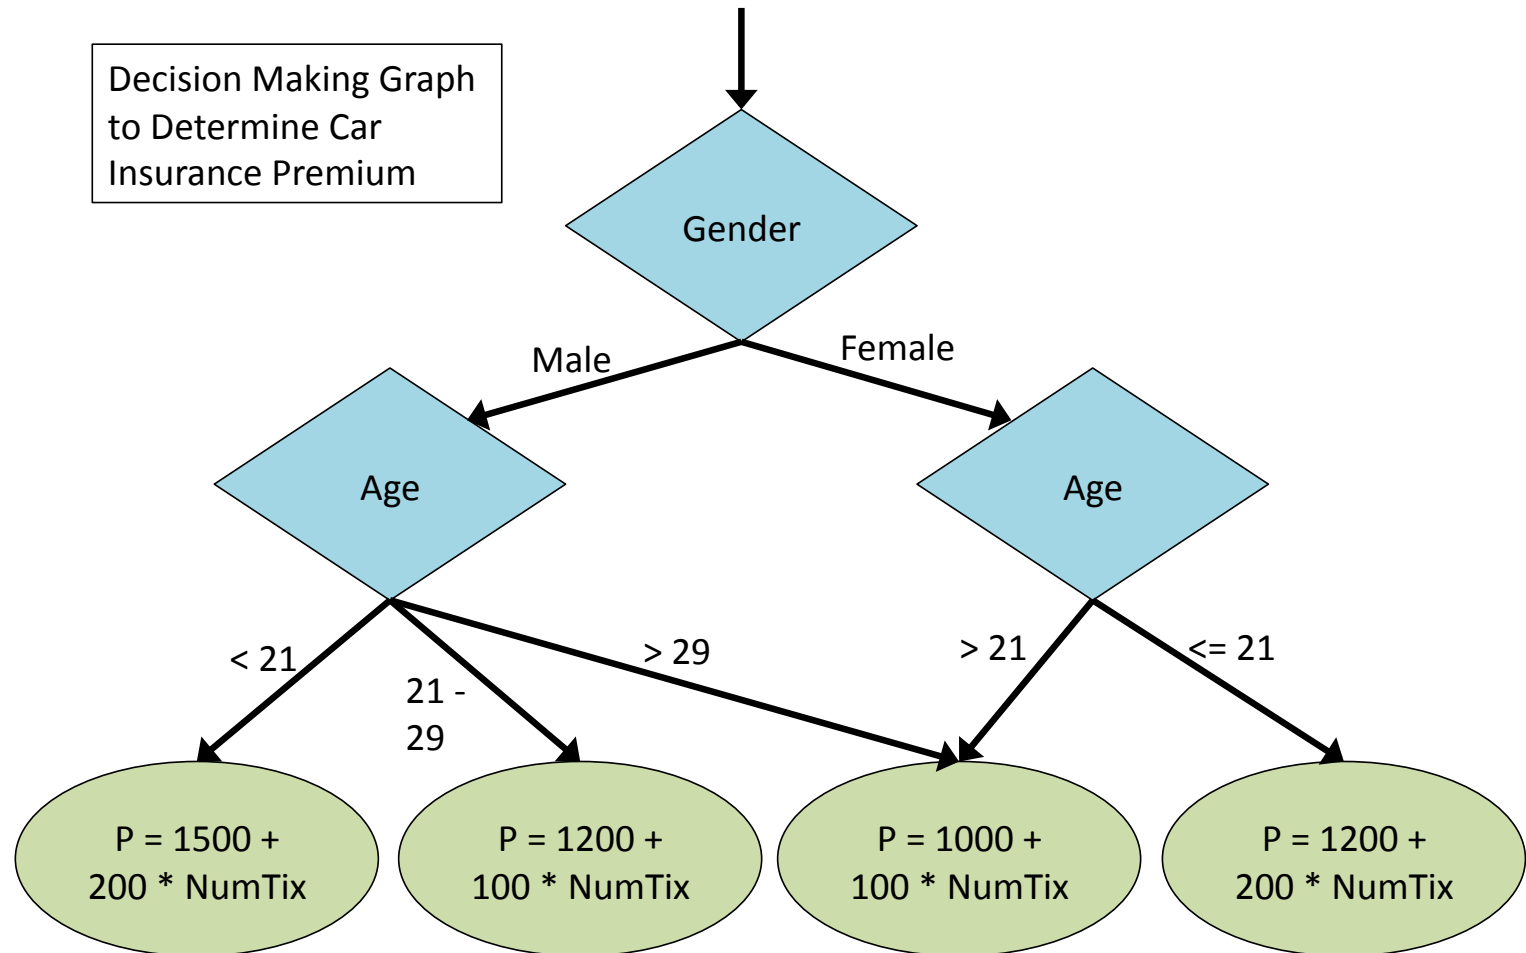 Decision Making Graph
to Determine Car
Insurance Premium
Gender
Male
Female
Age
Age
< 21
21 -
29
> 29
> 21
<= 21
P = 1500 +
200 * NumTix
P = 1200 +
100 * NumTix
P = 1000 +
100 * NumTix
P = 1200 +
200 * NumTix